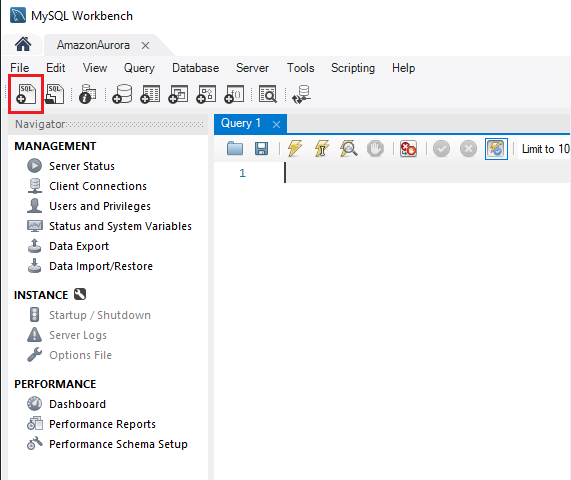 MySQL Workbench
AmazonAurora
File Edit View Query Database Server Tools Scripting Help
SQL SQL
Navigator
Query 1
MANAGEMENT
Limit to 10
Server Status
1
Client Connections
Users and Privileges
Status and System Variables
Data Export
Data Import/Restore
INSTANCE
Startup / Shutdown
Server Logs
Options File
PERFORMANCE
Dashboard
Performance Reports
Performance Schema Setup